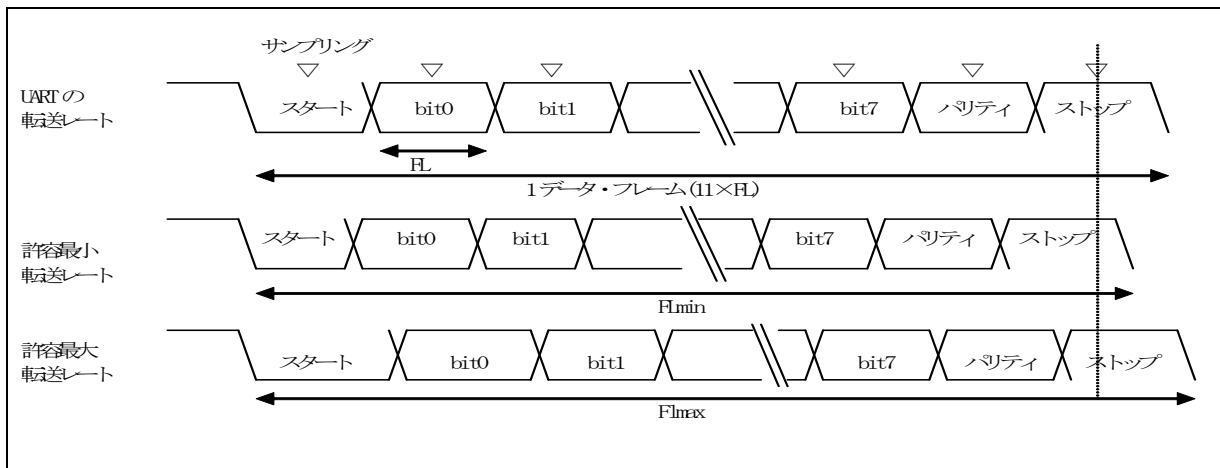 サンプリング
UARTの
転送レート
スタート bit0 bit1 bit7 パリティ ストップ
FL
1データ・フレーム(11×FL)
許容最小
転送レート
スタート bit0 bit1 bit7 パリティ ストップ
FLmin
許容最大
転送レート
スタート bit0 bit1 bit7 パリティ ストップ
Flmax